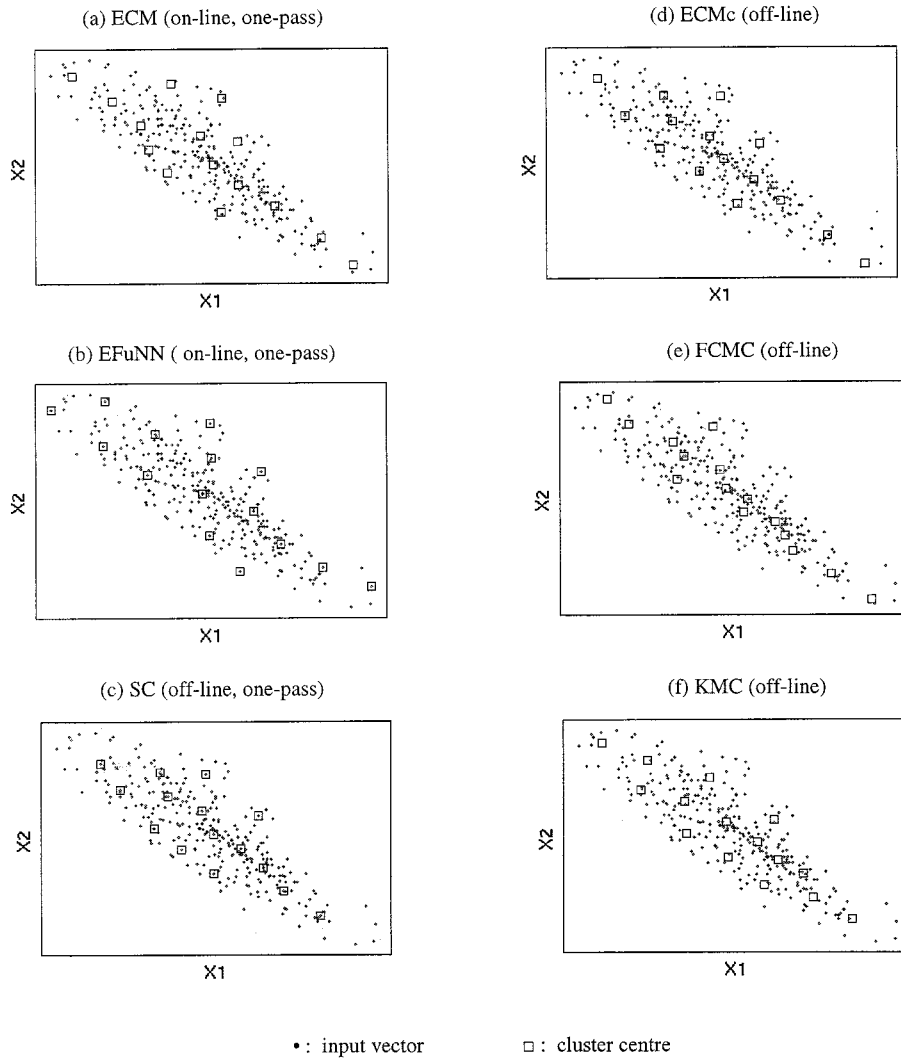 (a) ECM (on-line, one-pass)
X2
X1
(d) ECMc (off-line)
X2
X1
(b) EFuNN ( on-line, one-pass)
X2
X1
(e) FCMC (off-line)
X2
X1
(c) SC (off-line, one-pass)
X2
X1
(f) KMC (off-line)
X2
X1
• : input vector
□ : cluster centre